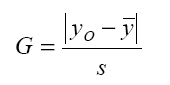 G = |y_o − ȳ| / s